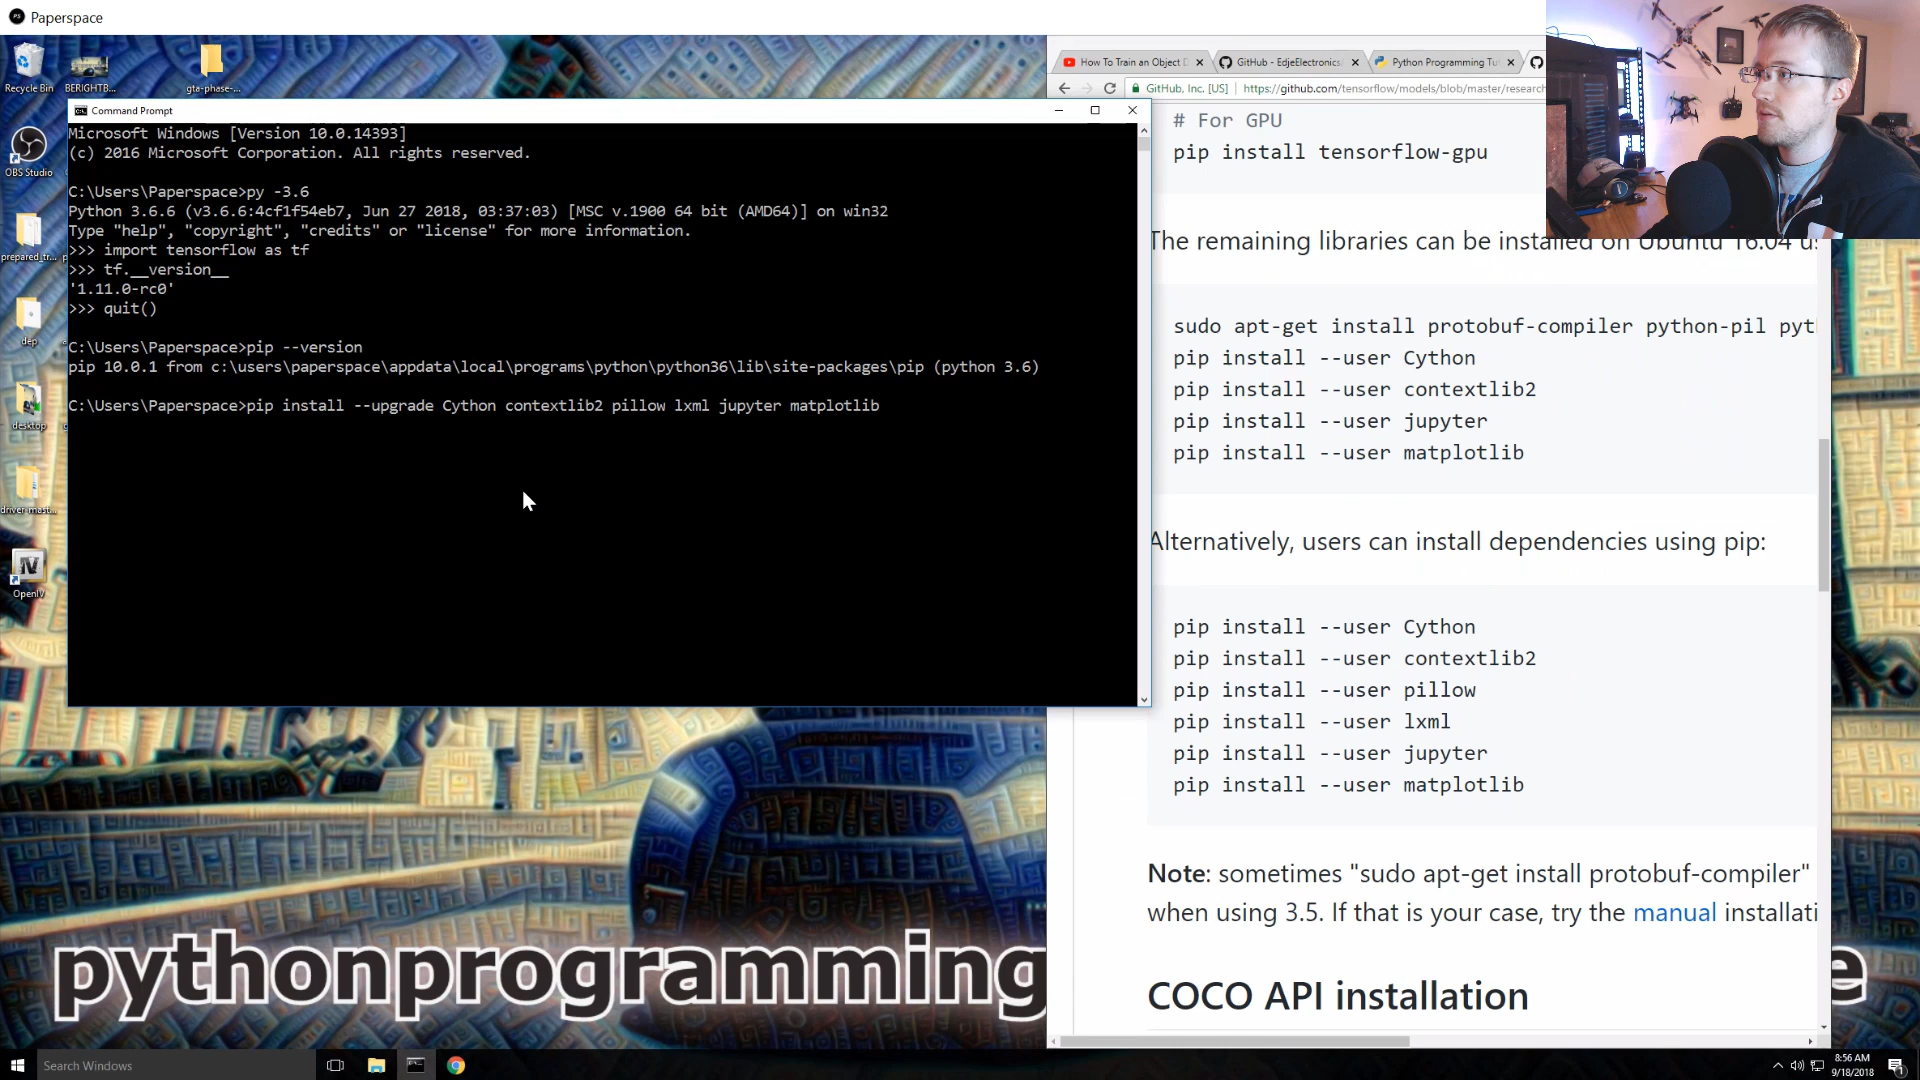 Paperspace
Recycle Bin
BERIGHTB...
gta-phase-...
OBS Studio
prepared_tr...
dep
desktop
driver-mast...
OpenIV
Command Prompt
Microsoft Windows [Version 10.0.14393]
(c) 2016 Microsoft Corporation. All rights reserved.
C:\Users\Paperspace>py -3.6
Python 3.6.6 (v3.6.6:4cf1f54eb7, Jun 27 2018, 03:37:03) [MSC v.1900 64 bit (AMD64)] on win32
Type "help", "copyright", "credits" or "license" for more information.
>>> import tensorflow as tf
>>> tf.__version__
'1.11.0-rc0'
>>> quit()
C:\Users\Paperspace>pip --version
pip 10.0.1 from c:\users\paperspace\appdata\local\programs\python\python36\lib\site-packages\pip (python 3.6)
C:\Users\Paperspace>pip install --upgrade Cython contextlib2 pillow lxml jupyter matplotlib
How To Train an Object D
GitHub - EdjeElectronics
Python Programming Tu
GitHub, Inc. [US]
https://github.com/tensorflow/models/blob/master/research
# For GPU
pip install tensorflow-gpu
The remaining libraries can be installed on Ubuntu 16.04 u
sudo apt-get install protobuf-compiler python-pil pyt
pip install --user Cython
pip install --user contextlib2
pip install --user jupyter
pip install --user matplotlib
Alternatively, users can install dependencies using pip:
pip install --user Cython
pip install --user contextlib2
pip install --user pillow
pip install --user lxml
pip install --user jupyter
pip install --user matplotlib
Note: sometimes "sudo apt-get install protobuf-compiler"
when using 3.5. If that is your case, try the manual installati
COCO API installation
pythonprogramming
e
Search Windows
8:56 AM
9/18/2018